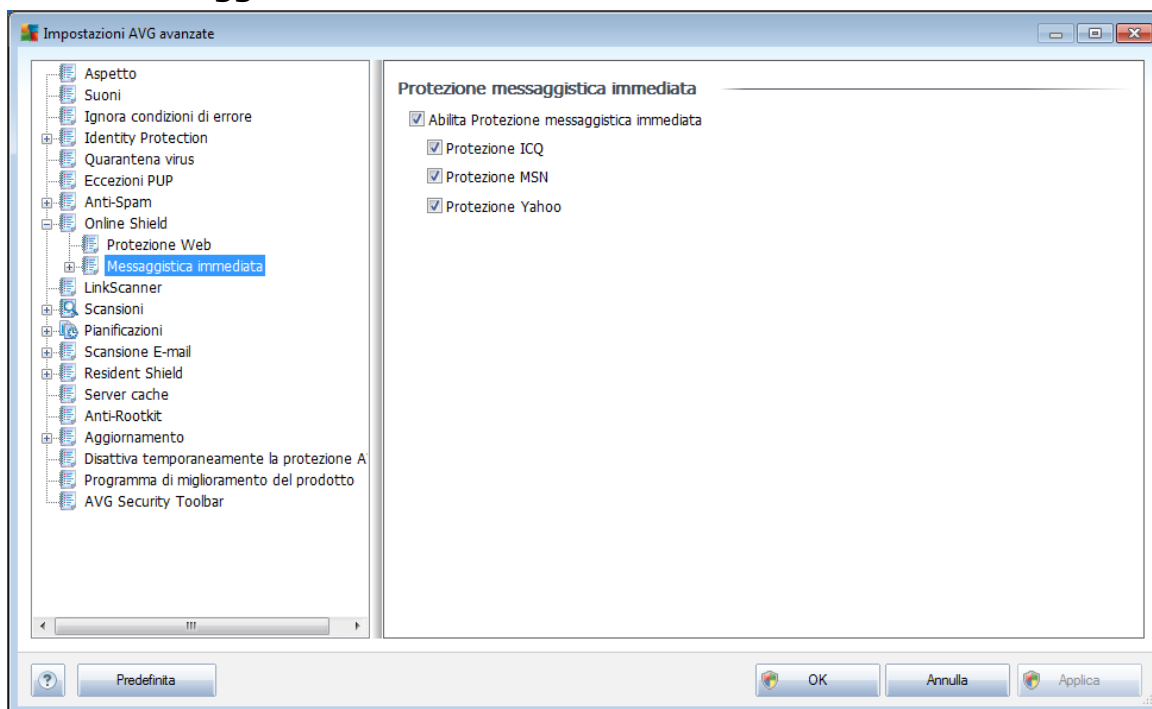 Impostazioni AVG avanzate
Aspetto
Suoni
Ignora condizioni di errore
Identity Protection
Quarantena virus
Eccezioni PUP
Anti-Spam
Online Shield
Protezione Web
Messaggistica immediata
LinkScanner
Scansioni
Pianificazioni
Scansione E-mail
Resident Shield
Server cache
Anti-Rootkit
Aggiornamento
Disattiva temporaneamente la protezione A
Programma di miglioramento del prodotto
AVG Security Toolbar
Protezione messaggistica immediata
Abilita Protezione messaggistica immediata
Protezione ICQ
Protezione MSN
Protezione Yahoo
?
Predefinita
OK
Annulla
Applica